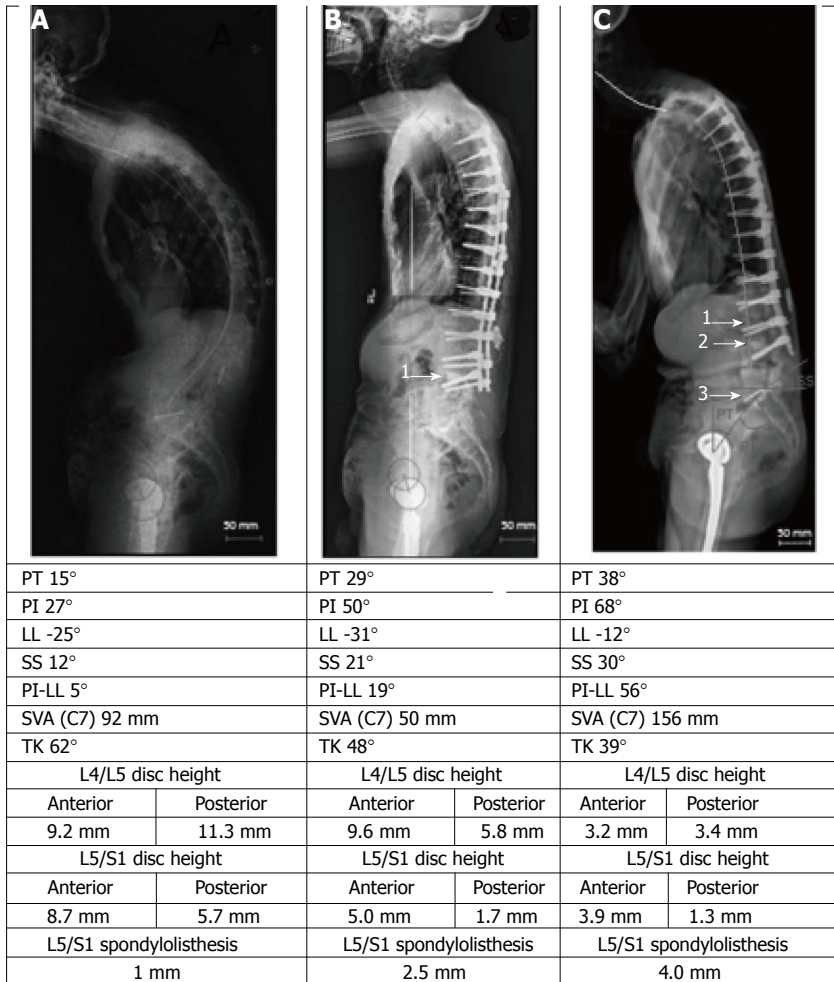 A B C
A
1
2
1
3
SS
PT
PI
50 mm 50 mm 50 mm
PT 15° PT 29° PT 38°
PI 27° PI 50° PI 68°
LL -25° LL -31° LL -12°
SS 12° SS 21° SS 30°
PI-LL 5° PI-LL 19° PI-LL 56°
SVA (C7) 92 mm SVA (C7) 50 mm SVA (C7) 156 mm
TK 62° TK 48° TK 39°
L4/L5 disc height L4/L5 disc height L4/L5 disc height
Anterior Posterior Anterior Posterior Anterior Posterior
9.2 mm 11.3 mm 9.6 mm 5.8 mm 3.2 mm 3.4 mm
L5/S1 disc height L5/S1 disc height L5/S1 disc height
Anterior Posterior Anterior Posterior Anterior Posterior
8.7 mm 5.7 mm 5.0 mm 1.7 mm 3.9 mm 1.3 mm
L5/S1 spondylolisthesis L5/S1 spondylolisthesis L5/S1 spondylolisthesis
1 mm 2.5 mm 4.0 mm